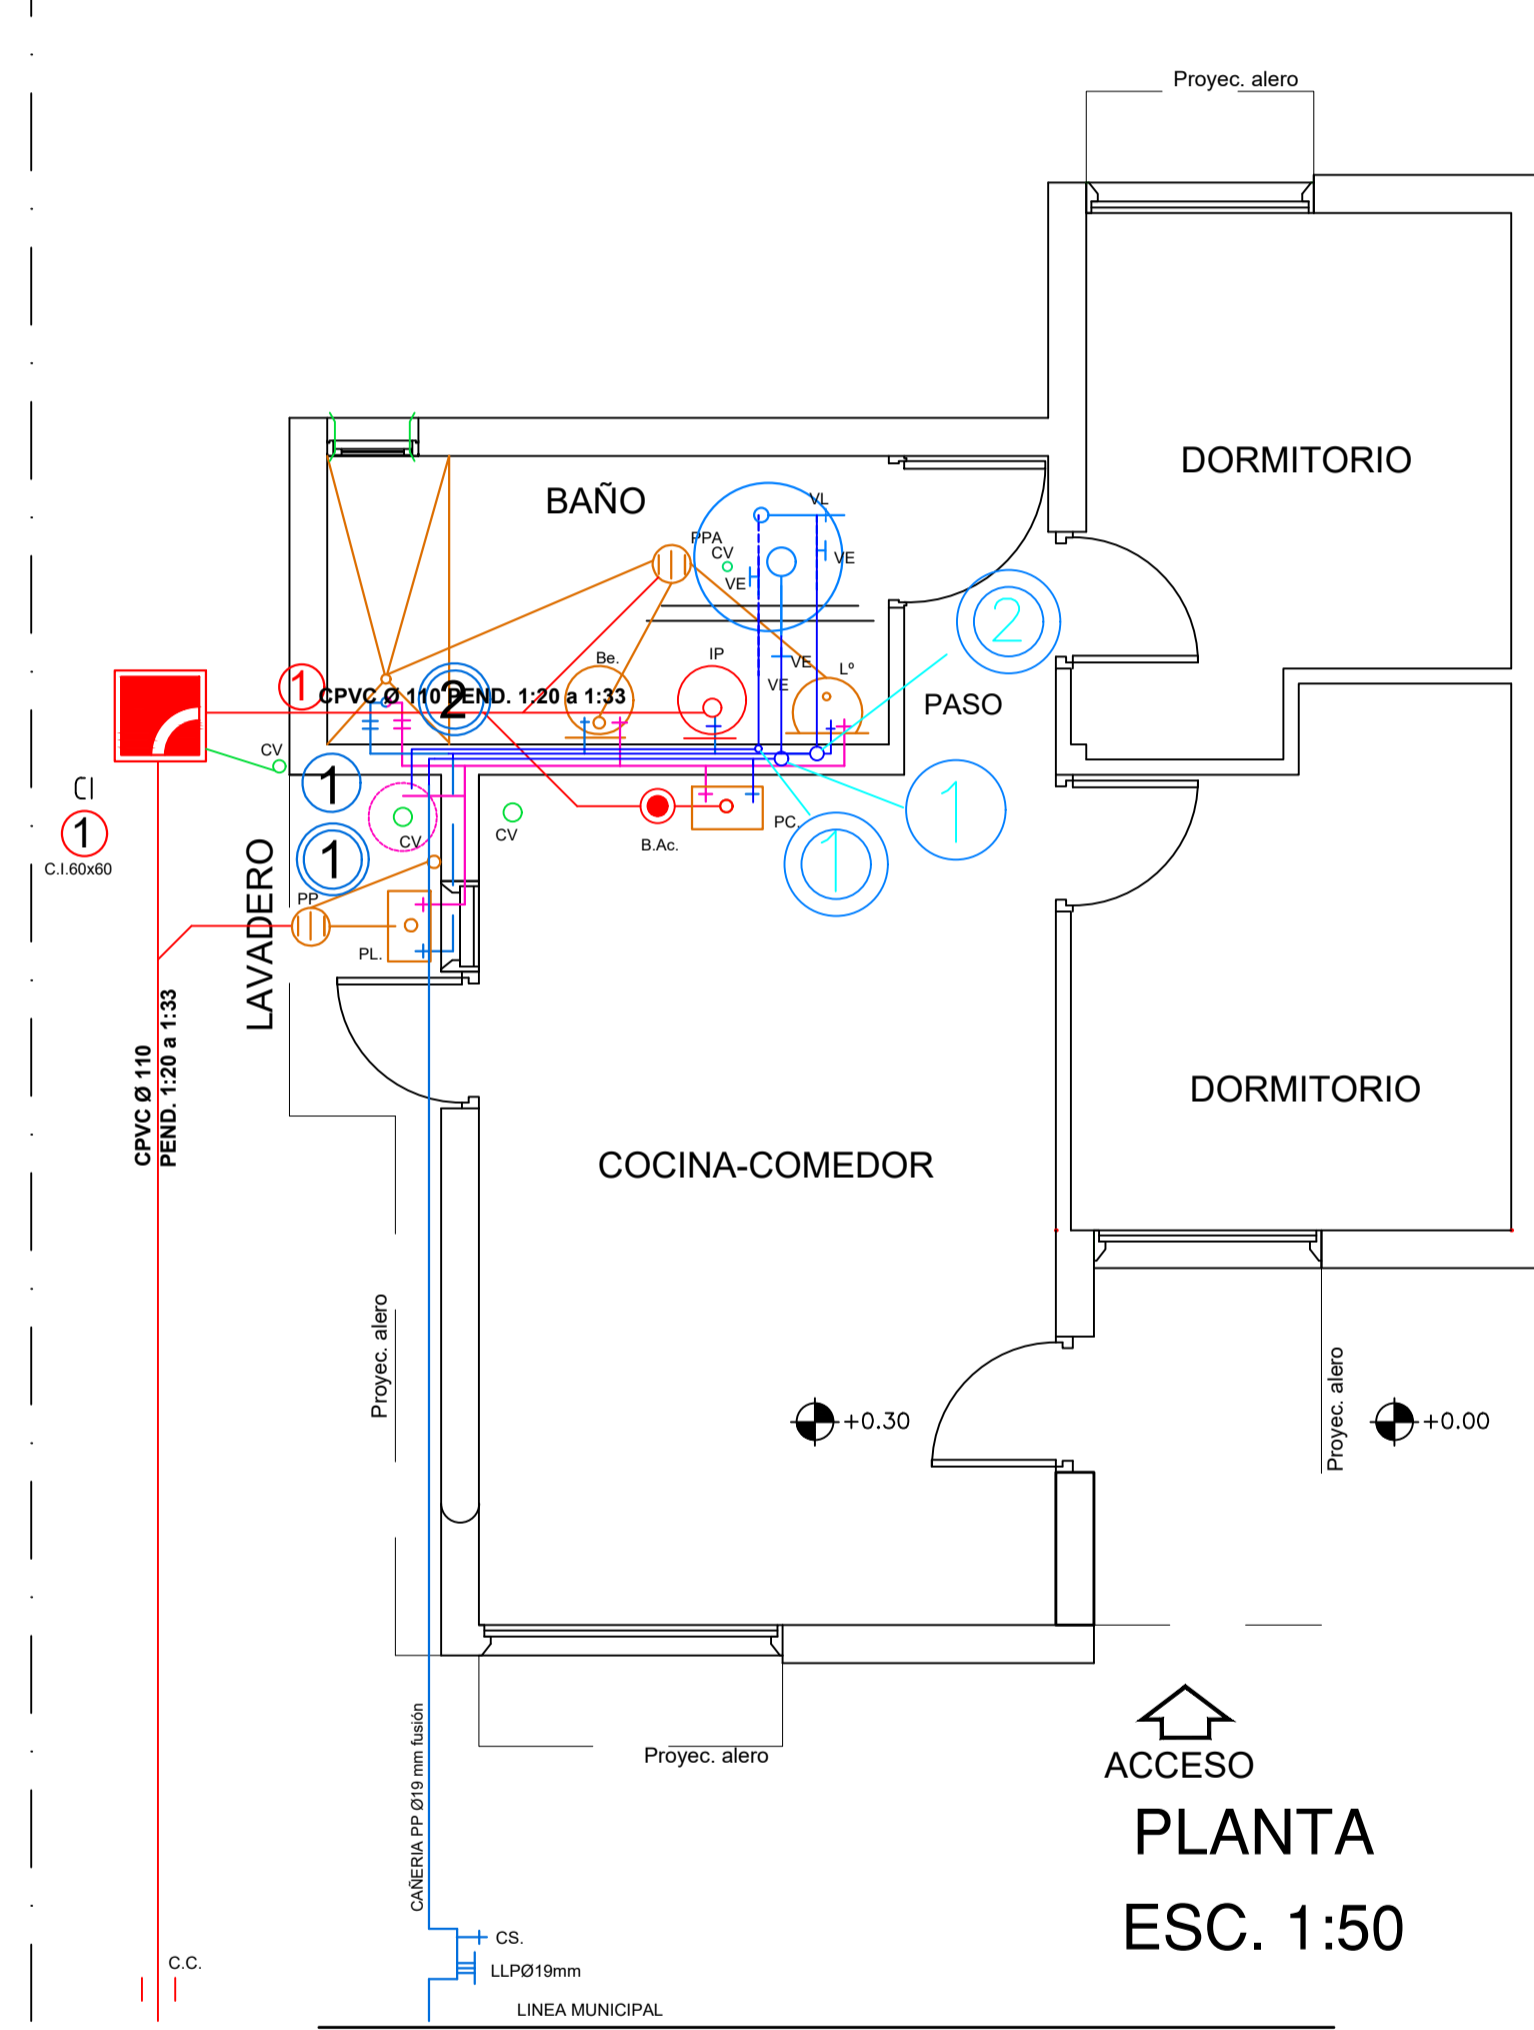 Proyec. alero
DORMITORIO
BAÑO
VL
PPA
CV
VE
VE
2
Be.
IP
VE
Lº
VE
1
CPVC Ø 110 PEND. 1:20 a 1:33
2
PASO
CV
1
CI
1
C.I.60x60
CV
CV
B.Ac.
PC.
1
1
1
LAVADERO
PP
PL.
CPVC Ø 110
PEND. 1:20 a 1:33
DORMITORIO
COCINA-COMEDOR
Proyec. alero
+0.30
Proyec. alero
+0.00
CAÑERIA PP Ø19 mm fusión
Proyec. alero
ACCESO
PLANTA
ESC. 1:50
CS.
C.C.
LLPØ19mm
LINEA MUNICIPAL